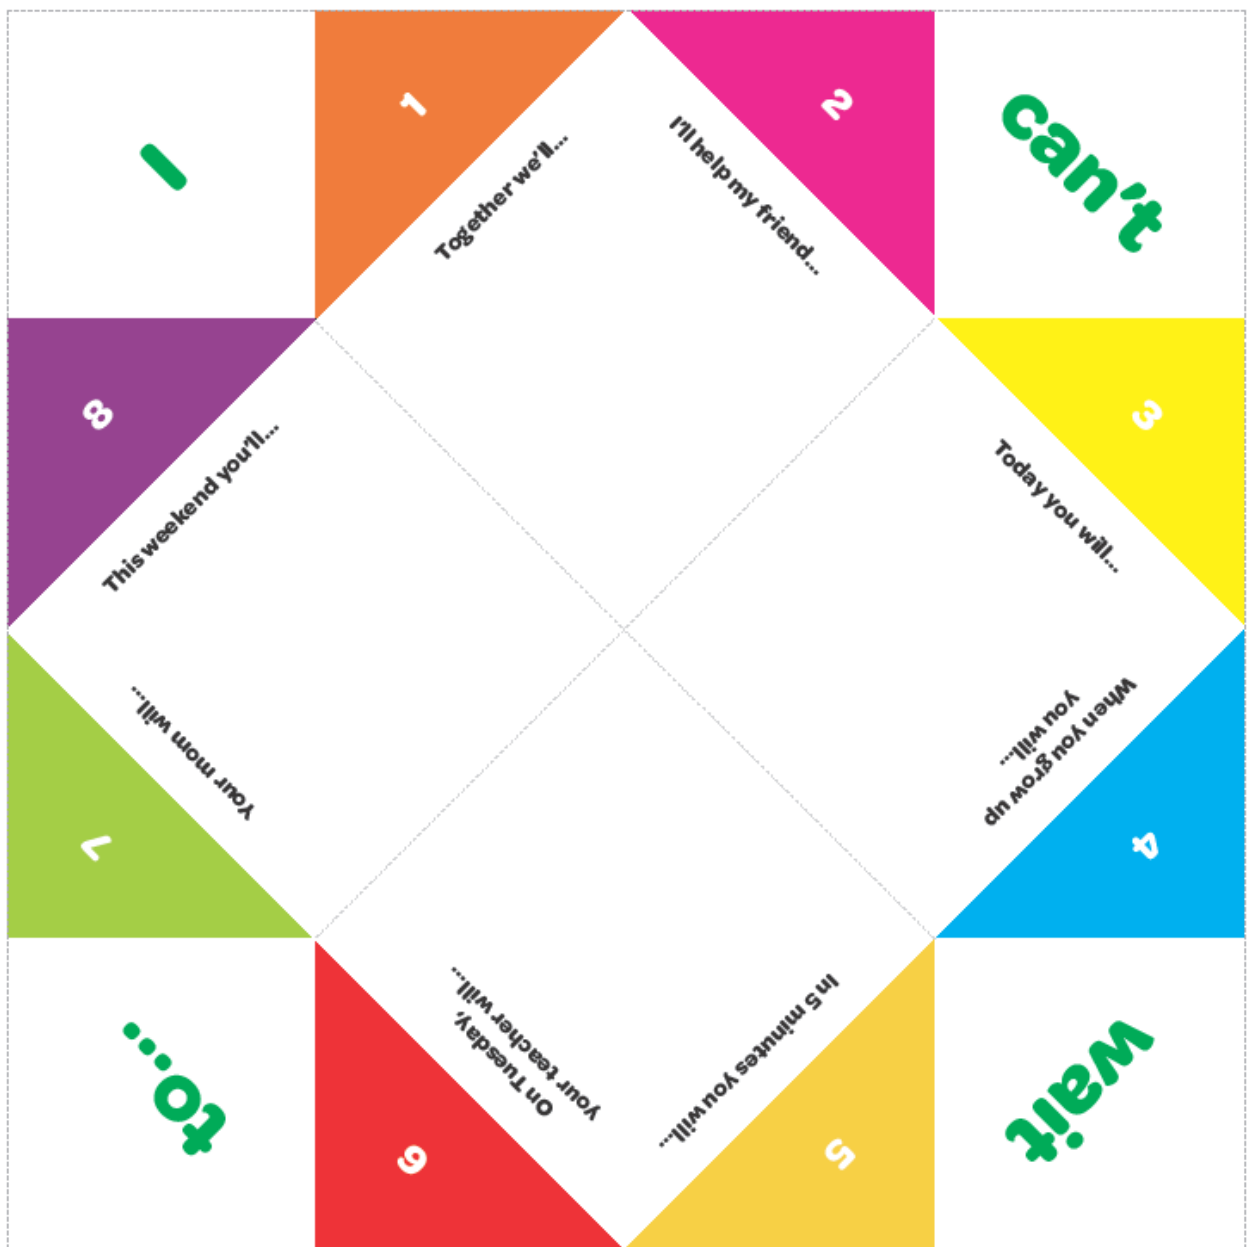 I
1
Together we'll...
2
I'll help my friend...
can't
3
Today you will...
4
When you grow up
you will...
wait
5
In 5 minutes you will...
6
On Tuesday,
your teacher will...
to...
7
Your mom will...
8
This weekend you'll...